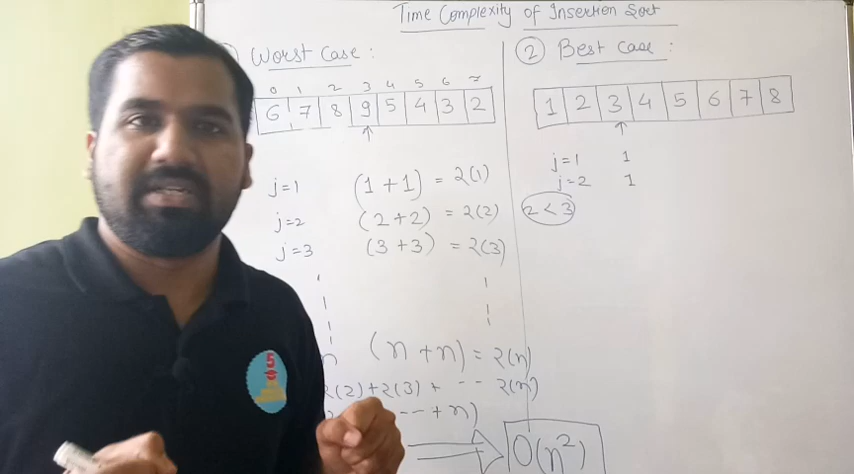 Time Complexity of Insertion Sort
Worst Case :
0 1 2 3 4 5 6 7
6 7 8 9 5 4 3 2
j=1 (1+1) = 2(1)
j=2 (2+2) = 2(2)
j=3 (3+3) = 2(3)
n (n+n) = 2(n)
2(2)+2(3)+ -- 2(n)
-- +n)
O(n²)
② Best Case :
1 2 3 4 5 6 7 8
j=1 1
j=2 1
2<3
5